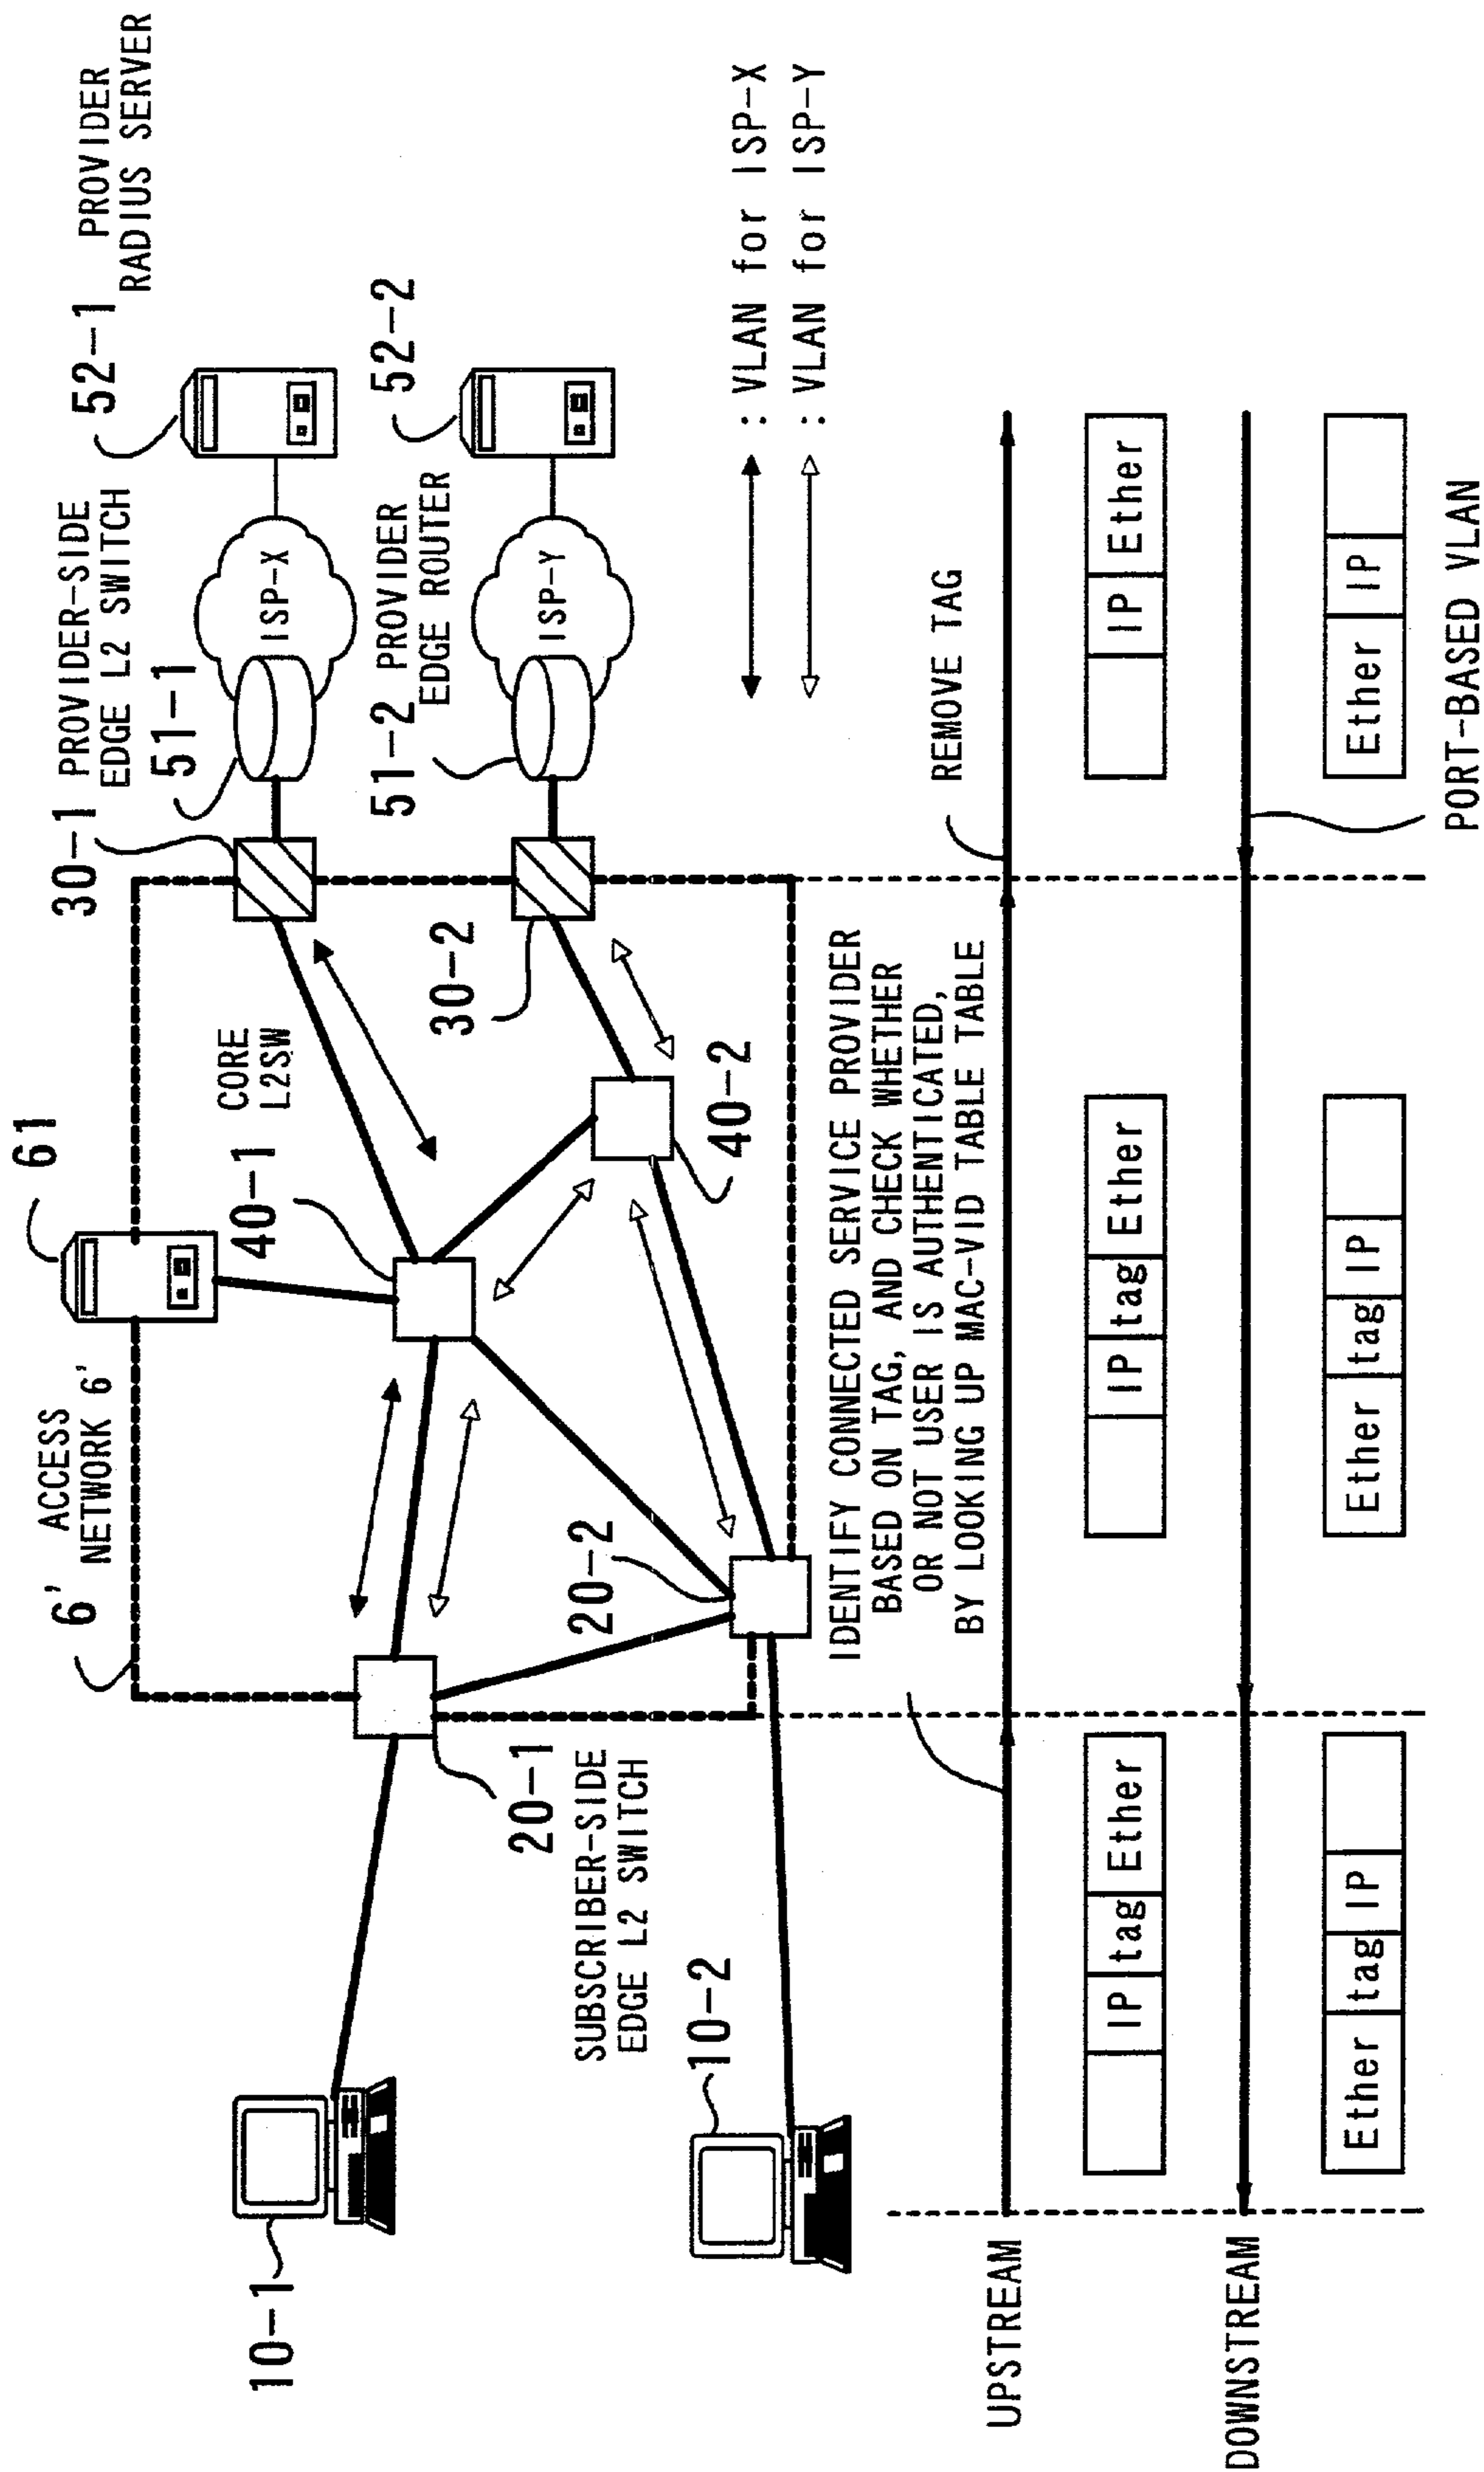 61
6'
ACCESS
NETWORK 6'
40-1
CORE
L2SW
30-1
PROVIDER-SIDE
EDGE L2 SWITCH
51-1
ISP-X
52-1
PROVIDER
RADIUS SERVER
10-1
20-1
SUBSCRIBER-SIDE
EDGE L2 SWITCH
20-2
40-2
30-2
51-2
PROVIDER
EDGE ROUTER
ISP-Y
52-2
10-2
: VLAN for ISP-X
: VLAN for ISP-Y
IDENTIFY CONNECTED SERVICE PROVIDER
BASED ON TAG, AND CHECK WHETHER
OR NOT USER IS AUTHENTICATED,
BY LOOKING UP MAC-VID TABLE TABLE
REMOVE TAG
UPSTREAM
IP tag Ether
IP tag Ether
IP Ether
DOWNSTREAM
Ether tag IP
Ether tag IP
Ether IP
PORT-BASED VLAN